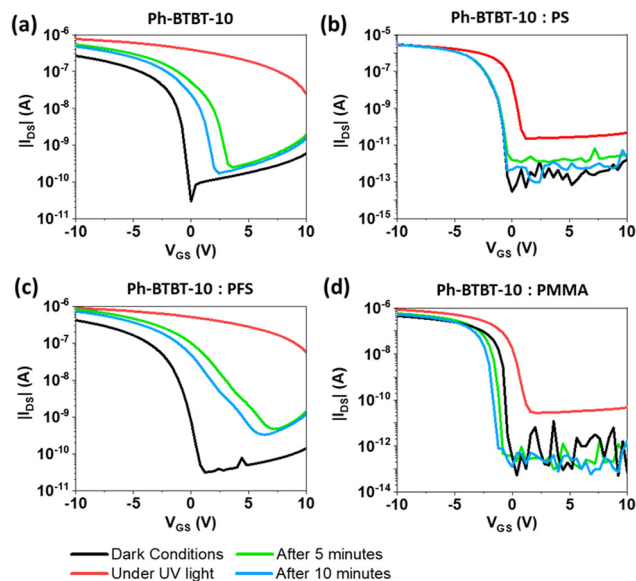 (a) Ph-BTBT-10
10⁻⁶
10⁻⁷
10⁻⁸
10⁻⁹
10⁻¹⁰
10⁻¹¹
|I_DS| (A)
-10 -5 0 5 10
V_GS (V)
(b) Ph-BTBT-10 : PS
10⁻⁵
10⁻⁷
10⁻⁹
10⁻¹¹
10⁻¹³
10⁻¹⁵
|I_DS| (A)
-10 -5 0 5 10
V_GS (V)
(c) Ph-BTBT-10 : PFS
10⁻⁶
10⁻⁷
10⁻⁸
10⁻⁹
10⁻¹⁰
10⁻¹¹
|I_DS| (A)
-10 -5 0 5 10
V_GS (V)
(d) Ph-BTBT-10 : PMMA
10⁻⁶
10⁻⁸
10⁻¹⁰
10⁻¹²
10⁻¹⁴
|I_DS| (A)
-10 -5 0 5 10
V_GS (V)
Dark Conditions After 5 minutes
Under UV light After 10 minutes